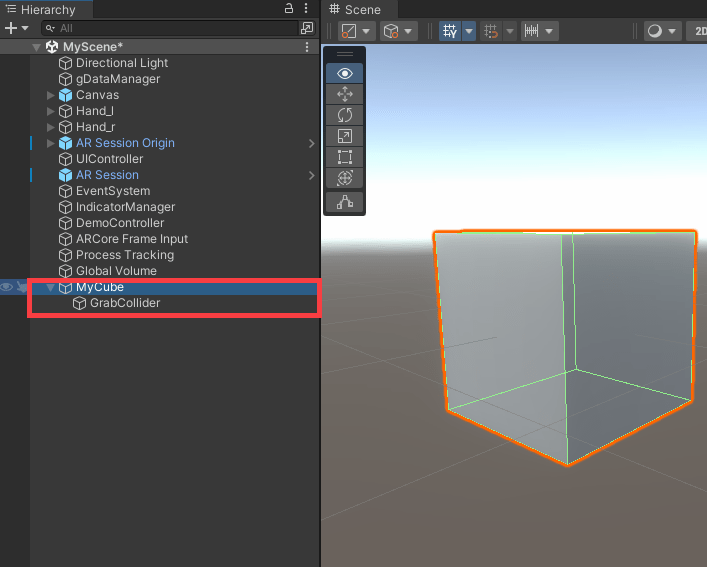 Hierarchy
All
MyScene*
Directional Light
gDataManager
Canvas
Hand_l
Hand_r
AR Session Origin
UIController
AR Session
EventSystem
IndicatorManager
DemoController
ARCore Frame Input
Process Tracking
Global Volume
MyCube
GrabCollider
Scene
2D